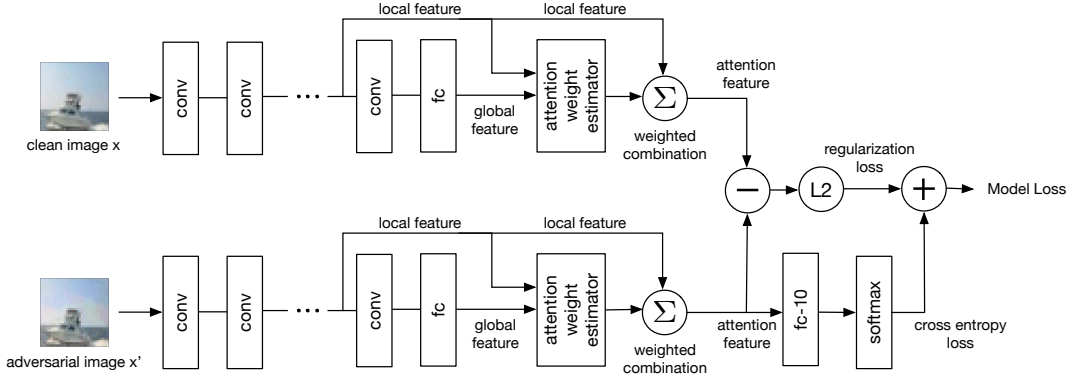 local feature
local feature
conv
conv
...
conv
fc
global
feature
attention
weight
estimator
Σ
weighted
combination
attention
feature
clean image x
regularization
loss
−
L2
+
Model Loss
local feature
local feature
conv
conv
...
conv
fc
global
feature
attention
weight
estimator
Σ
weighted
combination
attention
feature
fc-10
softmax
cross entropy
loss
adversarial image x'